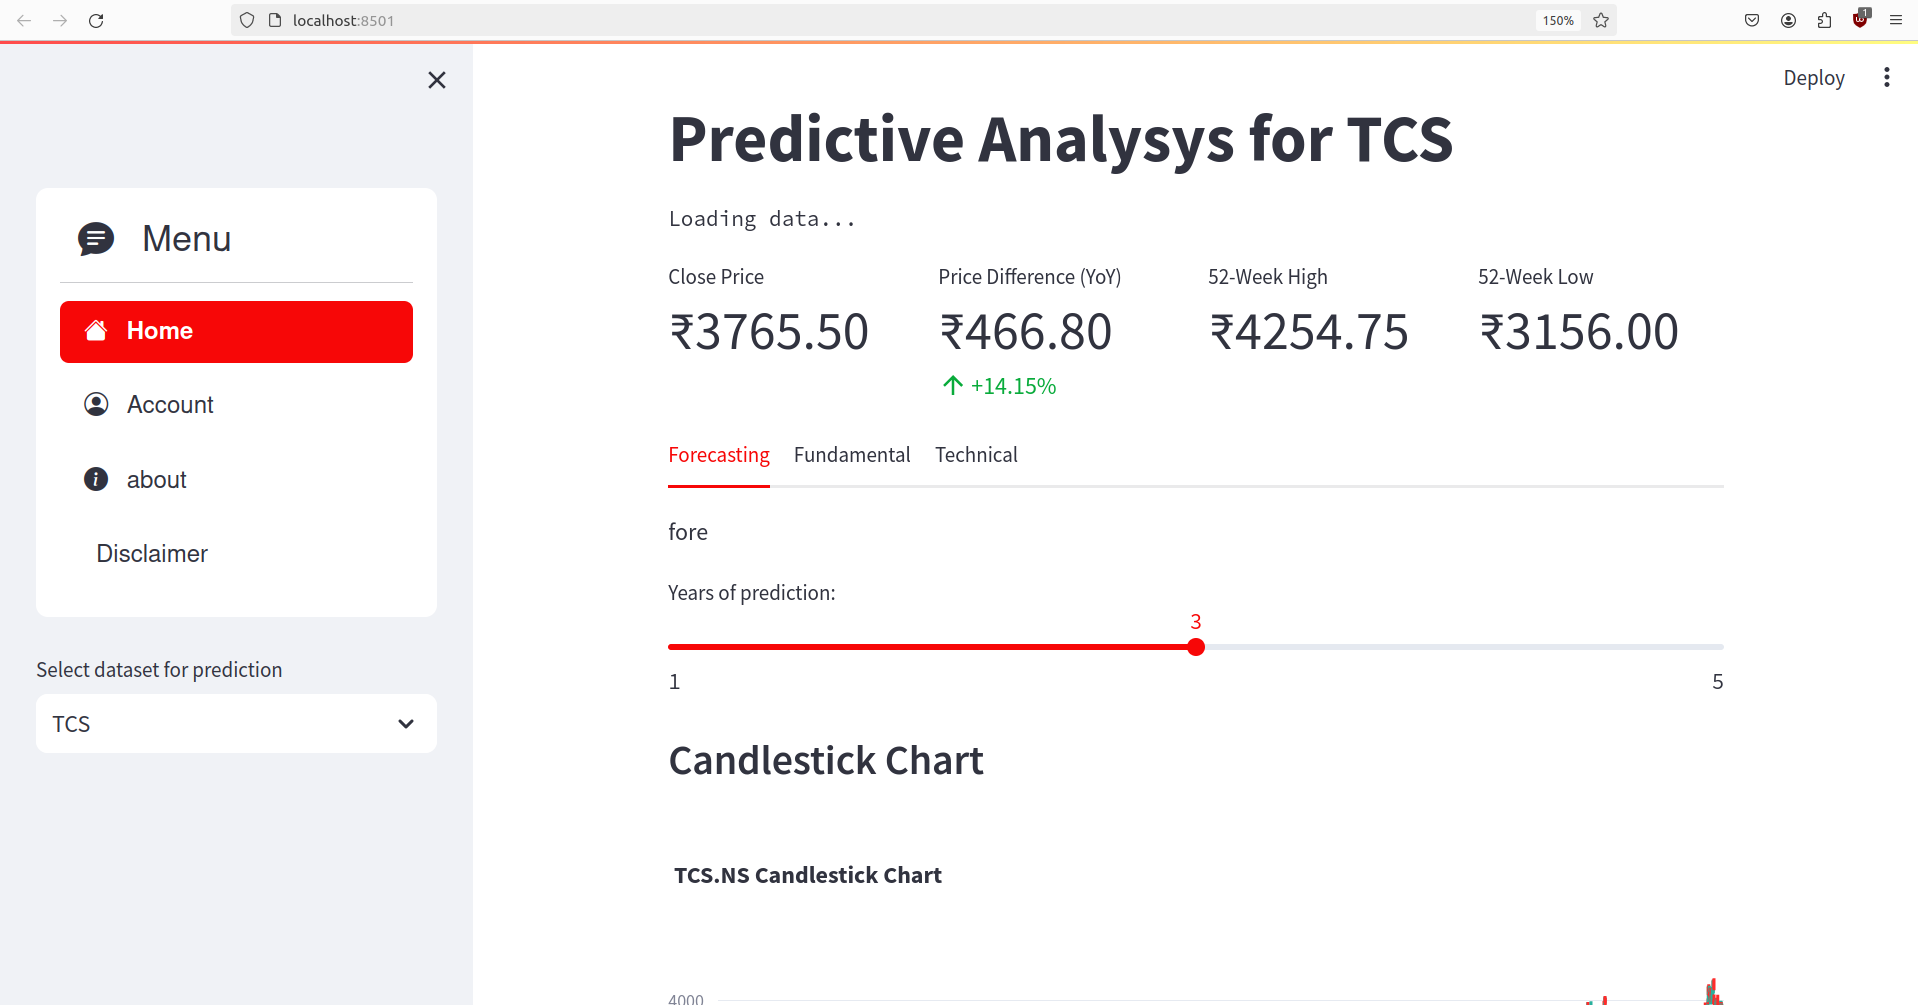 localhost:8501
150%
1
Deploy
Menu
Home
Account
about
Disclaimer
Select dataset for prediction
TCS
Predictive Analysys for TCS
Loading data...
Close Price
₹3765.50
Price Difference (YoY)
₹466.80
+14.15%
52-Week High
₹4254.75
52-Week Low
₹3156.00
Forecasting Fundamental Technical
fore
Years of prediction:
3
1 5
Candlestick Chart
TCS.NS Candlestick Chart
4000